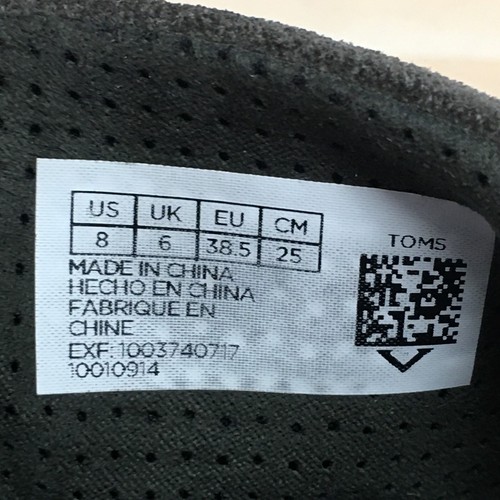 US UK EU CM
8 6 38.5 25
MADE IN CHINA
HECHO EN CHINA
FABRIQUE EN
CHINE
EXF: 1003740717
10010914
TOMS